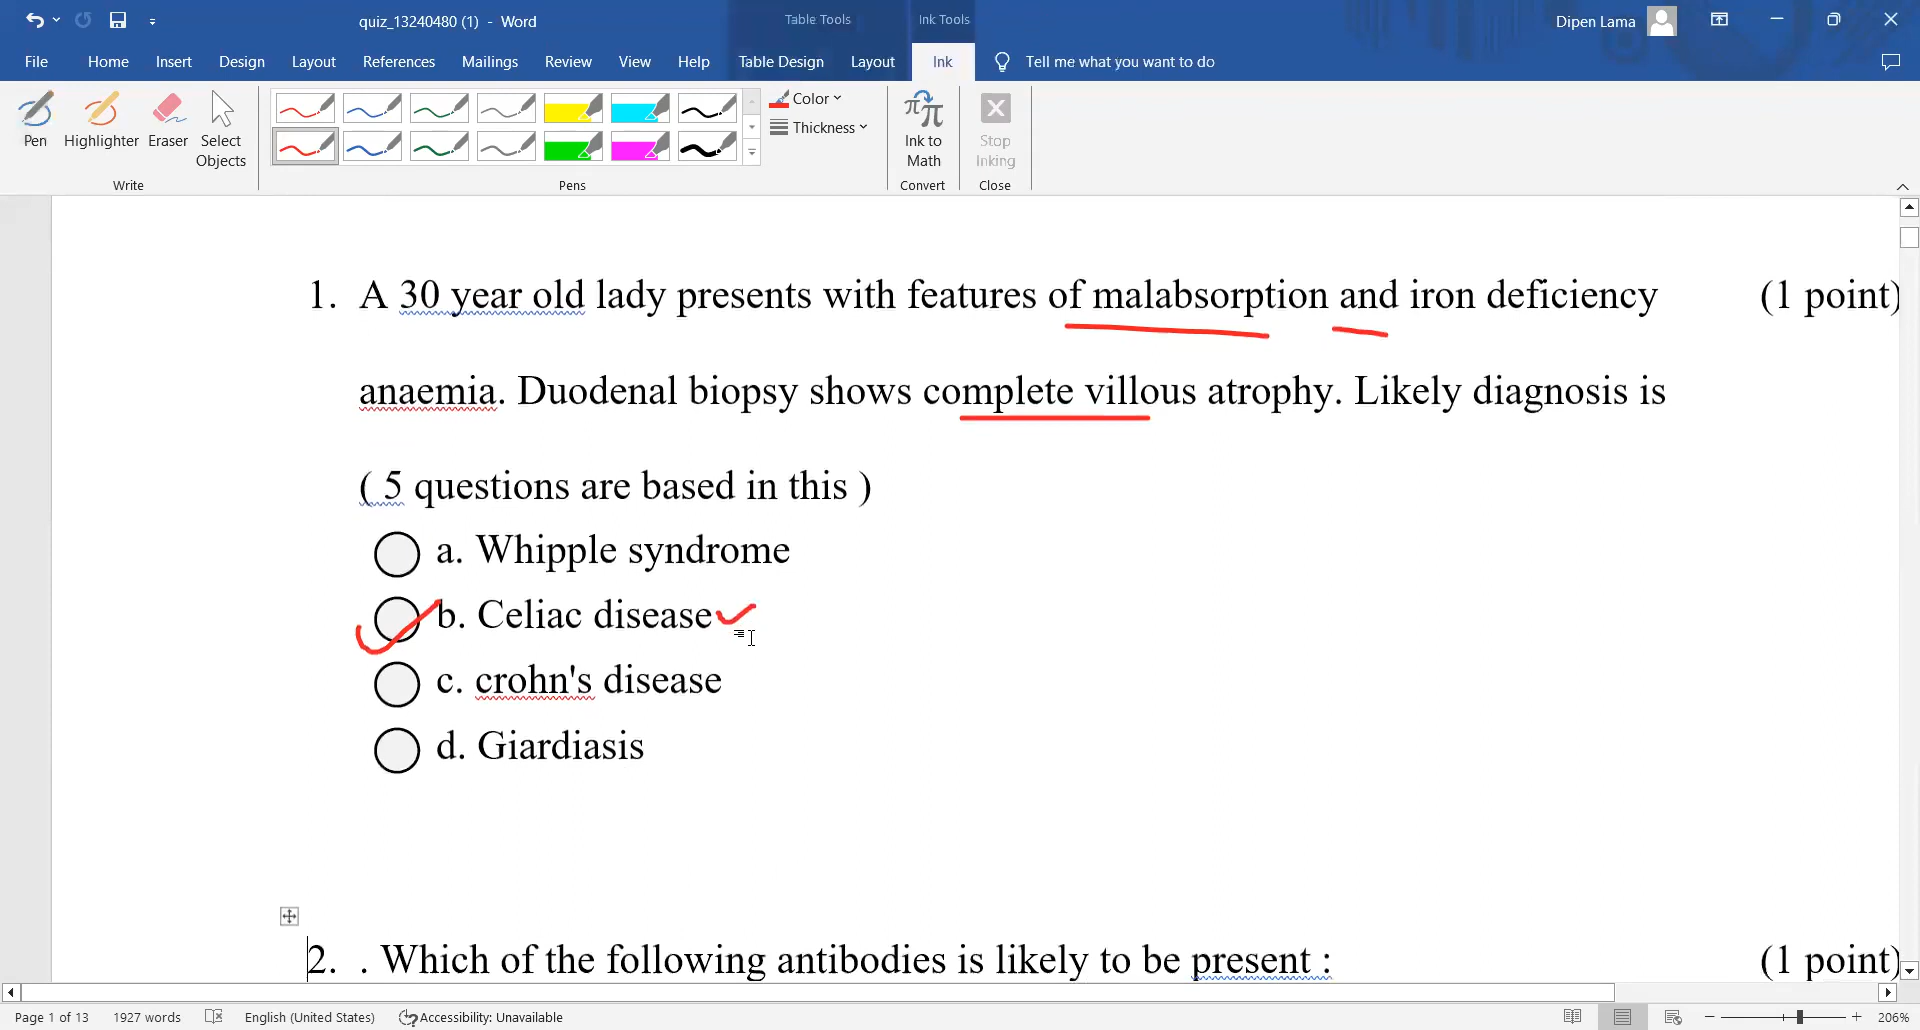 quiz_13240480 (1) - Word
Table Tools
Ink Tools
Dipen Lama
File Home Insert Design Layout References Mailings Review View Help Table Design Layout Ink Tell me what you want to do
Pen
Highlighter
Eraser
Select Objects
Color
Thickness
Ink to Math
Stop Inking
Write
Pens
Convert
Close
1. A 30 year old lady presents with features of malabsorption and iron deficiency (1 point)
anaemia. Duodenal biopsy shows complete villous atrophy. Likely diagnosis is
( 5 questions are based in this )
a. Whipple syndrome
b. Celiac disease
c. crohn's disease
d. Giardiasis
2. . Which of the following antibodies is likely to be present : (1 point)
Page 1 of 13 1927 words English (United States) Accessibility: Unavailable 206%